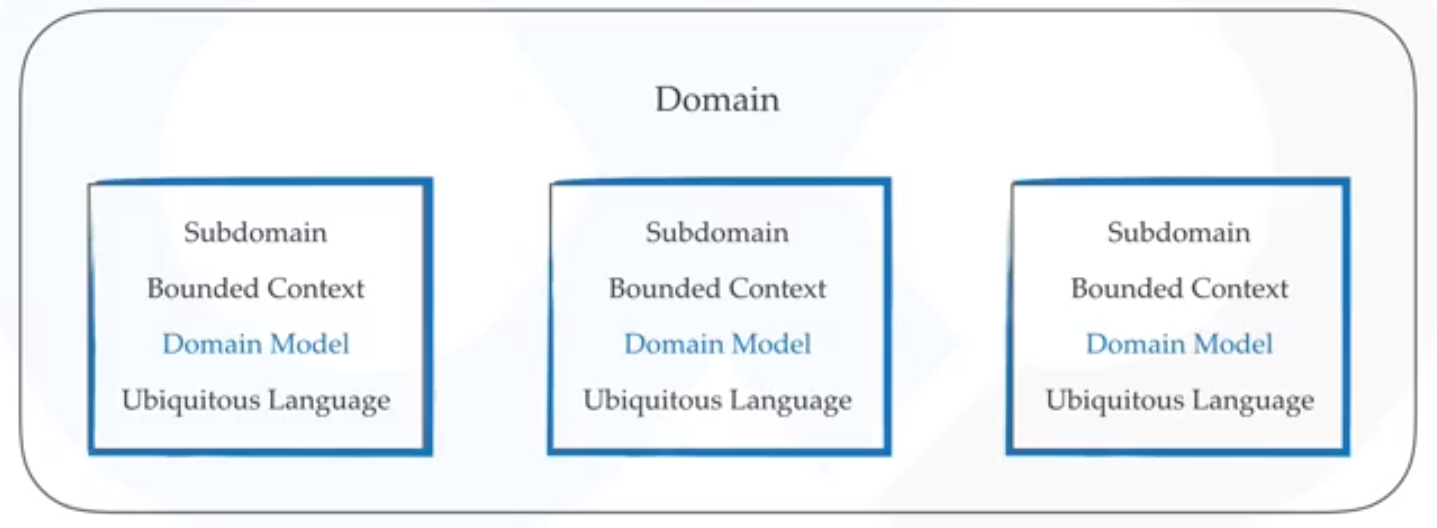 Domain
Subdomain
Bounded Context
Domain Model
Ubiquitous Language
Subdomain
Bounded Context
Domain Model
Ubiquitous Language
Subdomain
Bounded Context
Domain Model
Ubiquitous Language